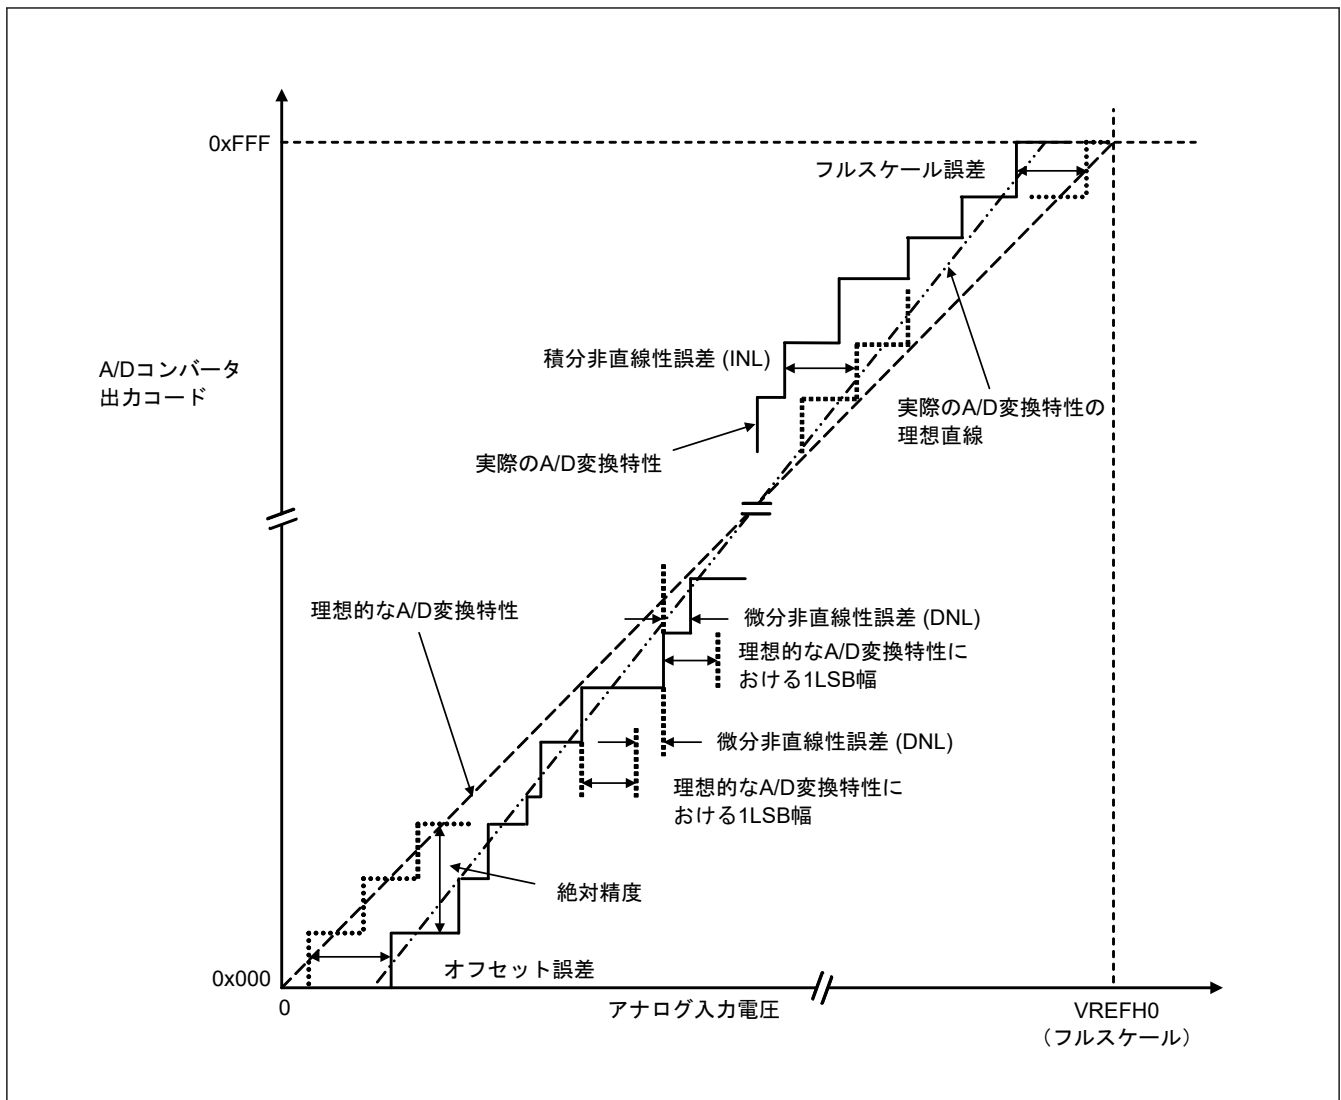 0xFFF
フルスケール誤差
A/Dコンバータ
出力コード
積分非直線性誤差 (INL)
実際のA/D変換特性の
理想直線
実際のA/D変換特性
理想的なA/D変換特性
微分非直線性誤差 (DNL)
理想的なA/D変換特性に
おける1LSB幅
微分非直線性誤差 (DNL)
理想的なA/D変換特性に
おける1LSB幅
絶対精度
オフセット誤差
0x000
0
アナログ入力電圧
VREFH0
（フルスケール）